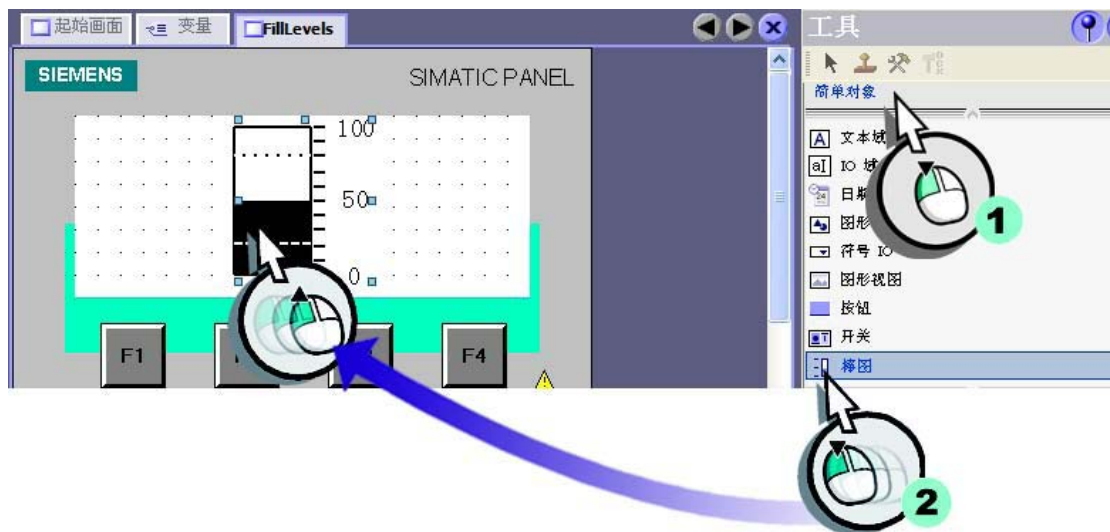 起始画面
变量
FillLevels
工具
SIEMENS
SIMATIC PANEL
简单对象
100
50
0
A 文本域
aI IO 域
24 日期
图形
符号 IO
图形视图
按钮
开关
棒图
F1
F4
1
2